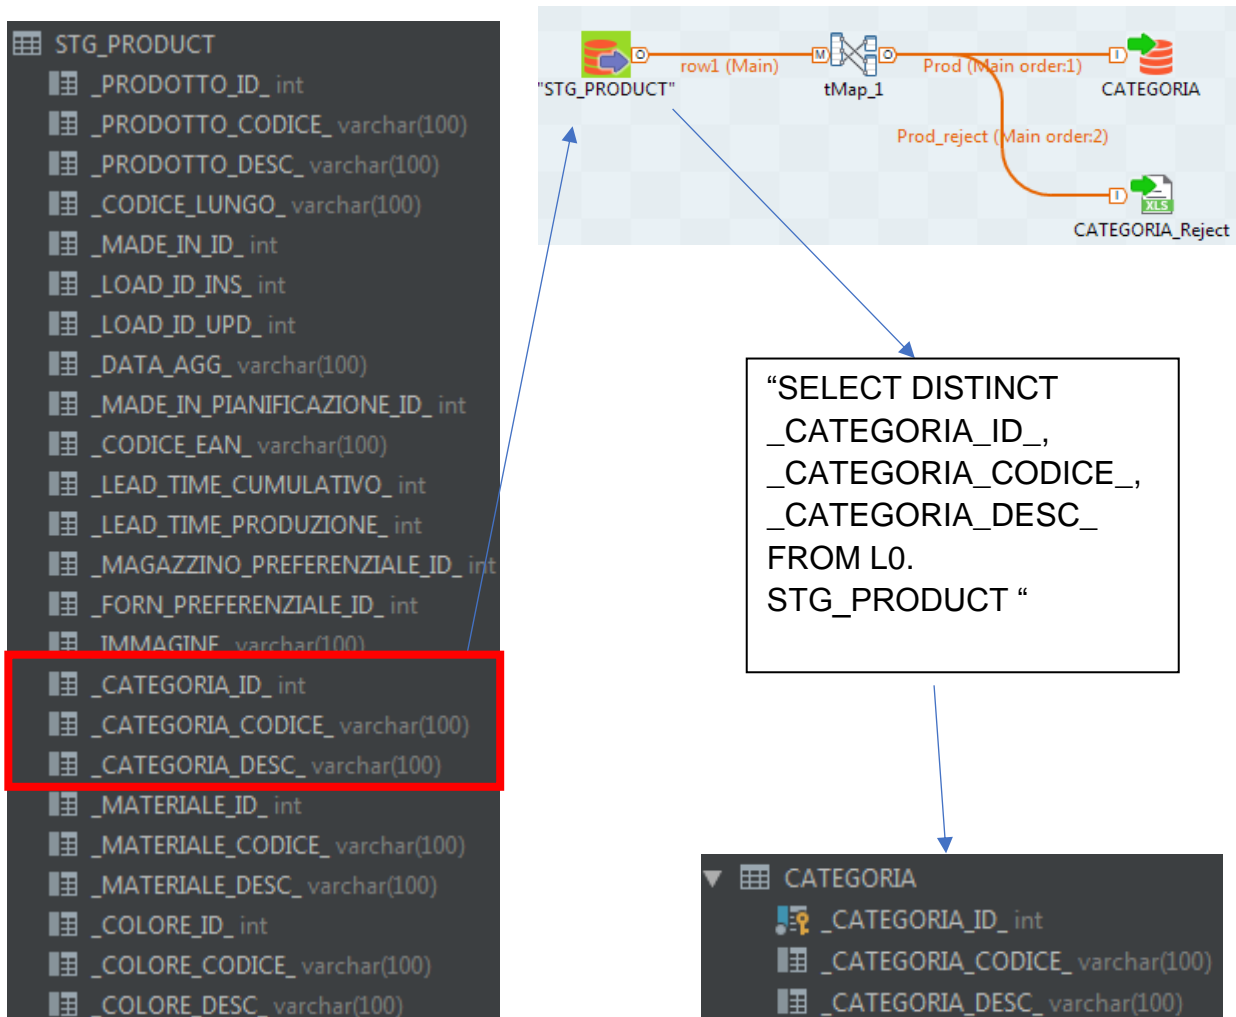 STG_PRODUCT
_PRODOTTO_ID_ int
_PRODOTTO_CODICE_ varchar(100)
_PRODOTTO_DESC_ varchar(100)
_CODICE_LUNGO_ varchar(100)
_MADE_IN_ID_ int
_LOAD_ID_INS_ int
_LOAD_ID_UPD_ int
_DATA_AGG_ varchar(100)
_MADE_IN_PIANIFICAZIONE_ID_ int
_CODICE_EAN_ varchar(100)
_LEAD_TIME_CUMULATIVO_ int
_LEAD_TIME_PRODUZIONE_ int
_MAGAZZINO_PREFERENZIALE_ID_ int
_FORN_PREFERENZIALE_ID_ int
_IMMAGINE_ varchar(100)
_CATEGORIA_ID_ int
_CATEGORIA_CODICE_ varchar(100)
_CATEGORIA_DESC_ varchar(100)
_MATERIALE_ID_ int
_MATERIALE_CODICE_ varchar(100)
_MATERIALE_DESC_ varchar(100)
_COLORE_ID_ int
_COLORE_CODICE_ varchar(100)
_COLORE_DESC_ varchar(100)
O
row1 (Main)
M
O
Prod (Main order:1)
I
"STG_PRODUCT"
tMap_1
CATEGORIA
Prod_reject (Main order:2)
I
XLS
CATEGORIA_Reject
“SELECT DISTINCT
_CATEGORIA_ID_,
_CATEGORIA_CODICE_,
_CATEGORIA_DESC_
FROM L0.
STG_PRODUCT “
CATEGORIA
_CATEGORIA_ID_ int
_CATEGORIA_CODICE_ varchar(100)
_CATEGORIA_DESC_ varchar(100)